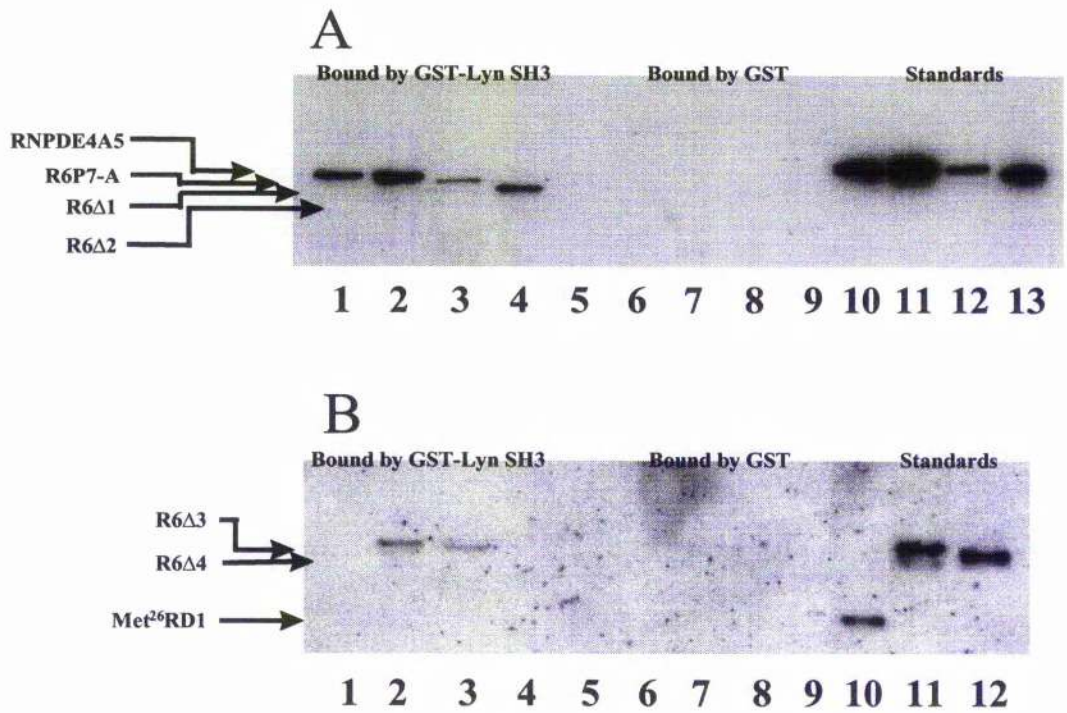 A
Bound by GST-Lyn SH3 Bound by GST Standards
RNPDE4A5
R6P7-A
R6Δ1
R6Δ2
1 2 3 4 5 6 7 8 9 10 11 12 13
B
Bound by GST-Lyn SH3 Bound by GST Standards
R6Δ3
R6Δ4
Met²⁶RD1
1 2 3 4 5 6 7 8 9 10 11 12